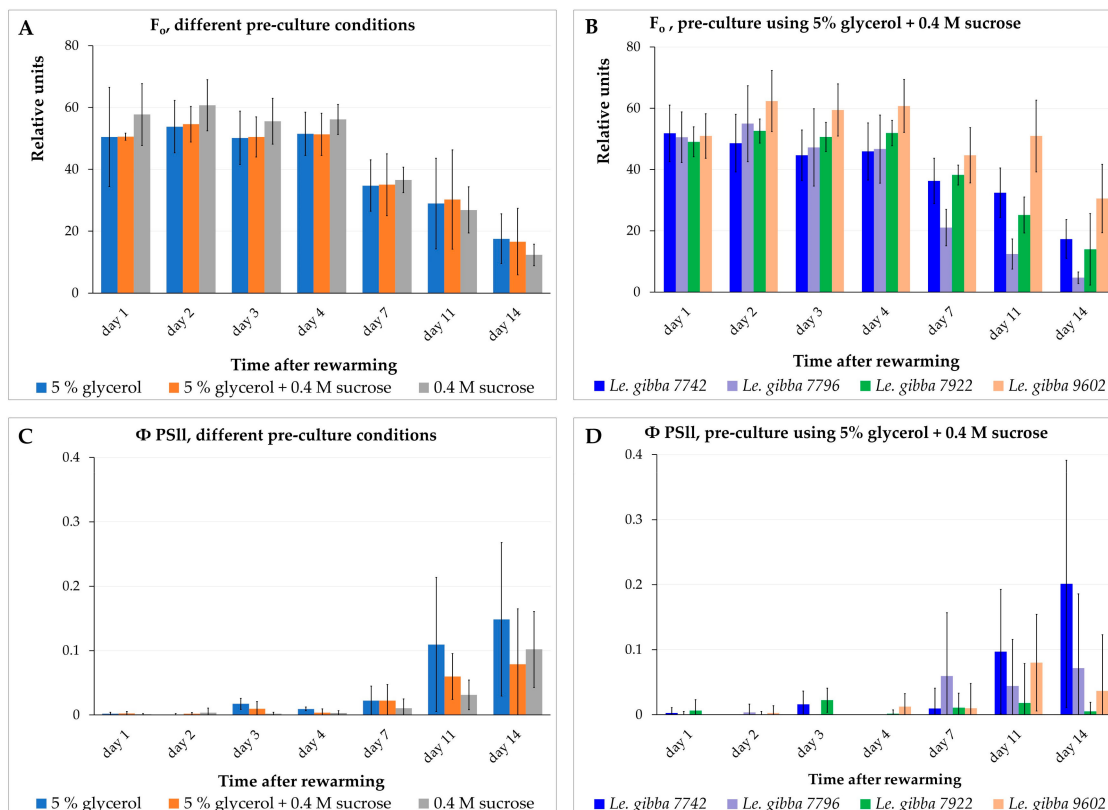 A
Fo, different pre-culture conditions
Relative units
80
60
40
20
0
day 1
day 2
day 3
day 4
day 7
day 11
day 14
Time after rewarming
5 % glycerol
5 % glycerol + 0.4 M sucrose
0.4 M sucrose
B
Fo , pre-culture using 5% glycerol + 0.4 M sucrose
Relative units
80
60
40
20
0
day 1
day 2
day 3
day 4
day 7
day 11
day 14
Time after rewarming
Le. gibba 7742
Le. gibba 7796
Le. gibba 7922
Le. gibba 9602
C
Φ PSll, different pre-culture conditions
0.4
0.3
0.2
0.1
0
day 1
day 2
day 3
day 4
day 7
day 11
day 14
Time after rewarming
5 % glycerol
5 % glycerol + 0.4 M sucrose
0.4 M sucrose
D
Φ PSll, pre-culture using 5% glycerol + 0.4 M sucrose
0.4
0.3
0.2
0.1
0
day 1
day 2
day 3
day 4
day 7
day 11
day 14
Time after rewarming
Le. gibba 7742
Le. gibba 7796
Le. gibba 7922
Le. gibba 9602